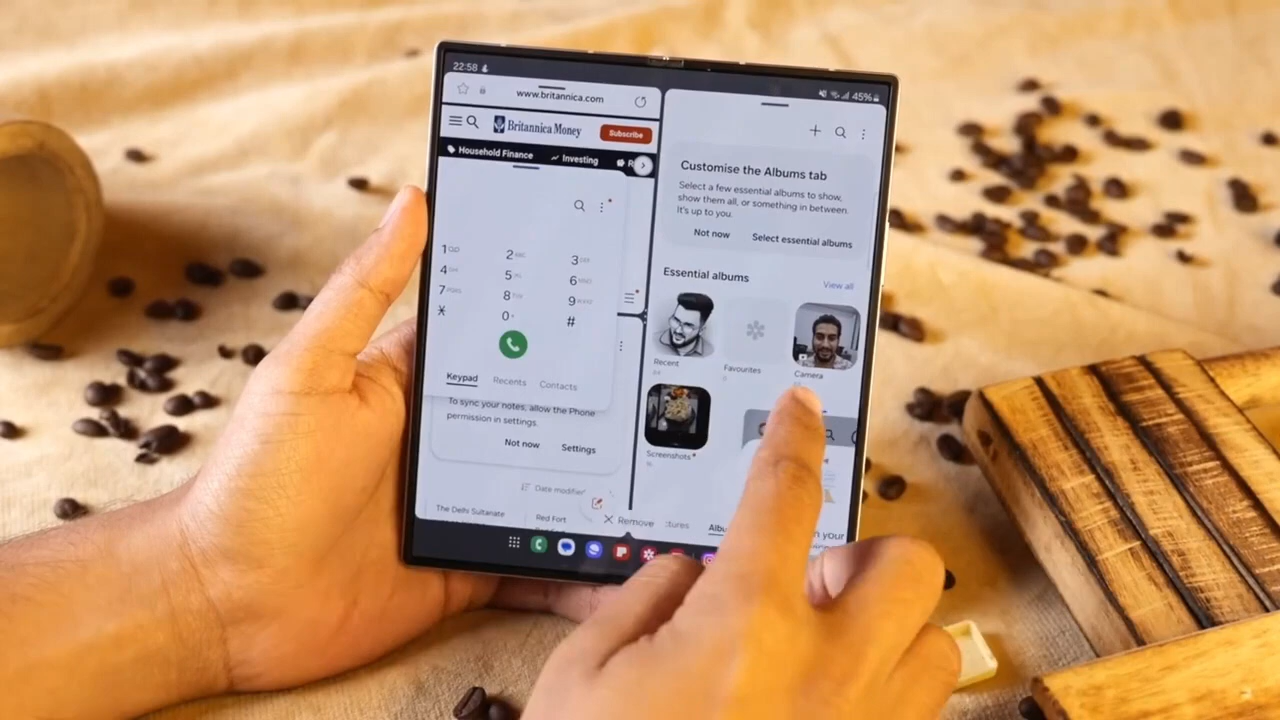 22:58
45%
www.britannica.com
Britannica Money
Subscribe
Household Finance
Investing
1
2
3
4
5
6
7
8
9
*
0
#
Keypad
Recents
Contacts
To sync your notes, allow the Phone
permission in settings.
Not now
Settings
Date modified
The Delhi Sultanate
Red Fort
Customise the Albums tab
Select a few essential albums to show,
show them all, or something in between.
It's up to you.
Not now
Select essential albums
Essential albums
View all
Recent
Favourites
Camera
Screenshots
Remove